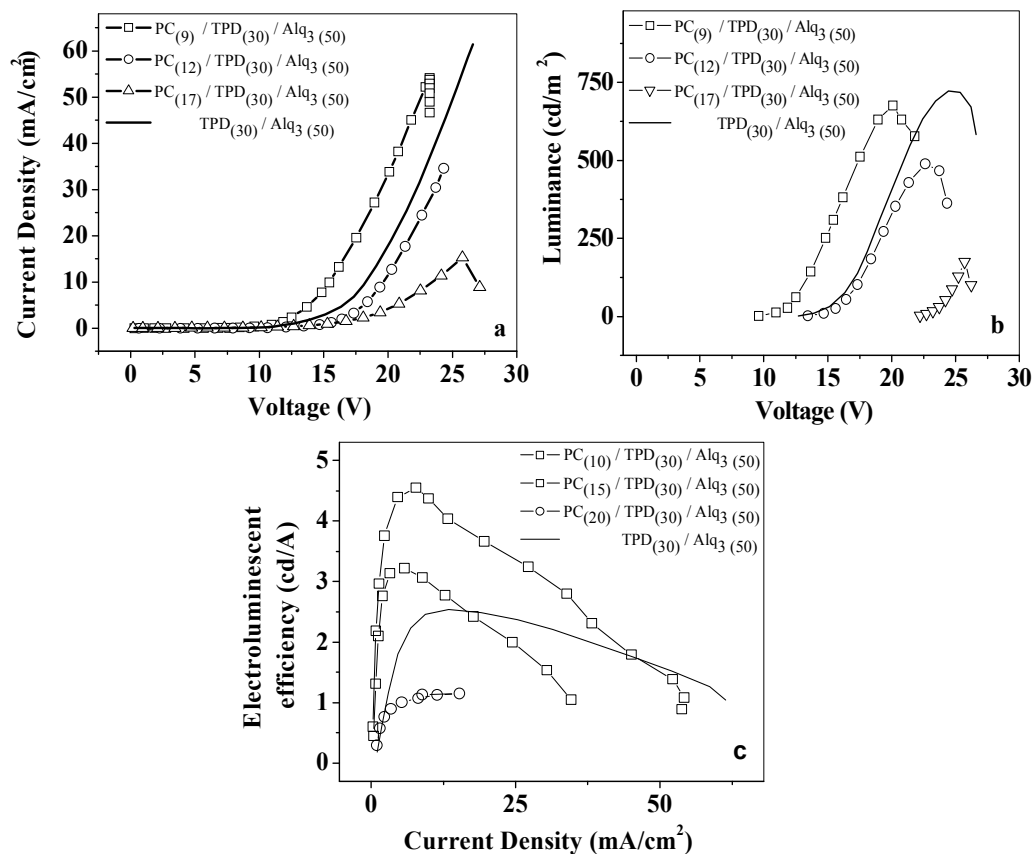 PC(9) / TPD(30) / Alq3 (50)
PC(12) / TPD(30) / Alq3 (50)
PC(17) / TPD(30) / Alq3 (50)
TPD(30) / Alq3 (50)
60
50
40
30
20
10
0
Current Density (mA/cm2)
a
0 5 10 15 20 25 30
Voltage (V)
PC(9) / TPD(30) / Alq3 (50)
PC(12) / TPD(30) / Alq3 (50)
PC(17) / TPD(30) / Alq3 (50)
TPD(30) / Alq3 (50)
750
500
250
0
Luminance (cd/m2)
b
0 5 10 15 20 25 30
Voltage (V)
PC(10) / TPD(30) / Alq3 (50)
PC(15) / TPD(30) / Alq3 (50)
PC(20) / TPD(30) / Alq3 (50)
TPD(30) / Alq3 (50)
5
4
3
2
1
0
Electroluminescent
efficiency (cd/A)
c
0 25 50
Current Density (mA/cm2)